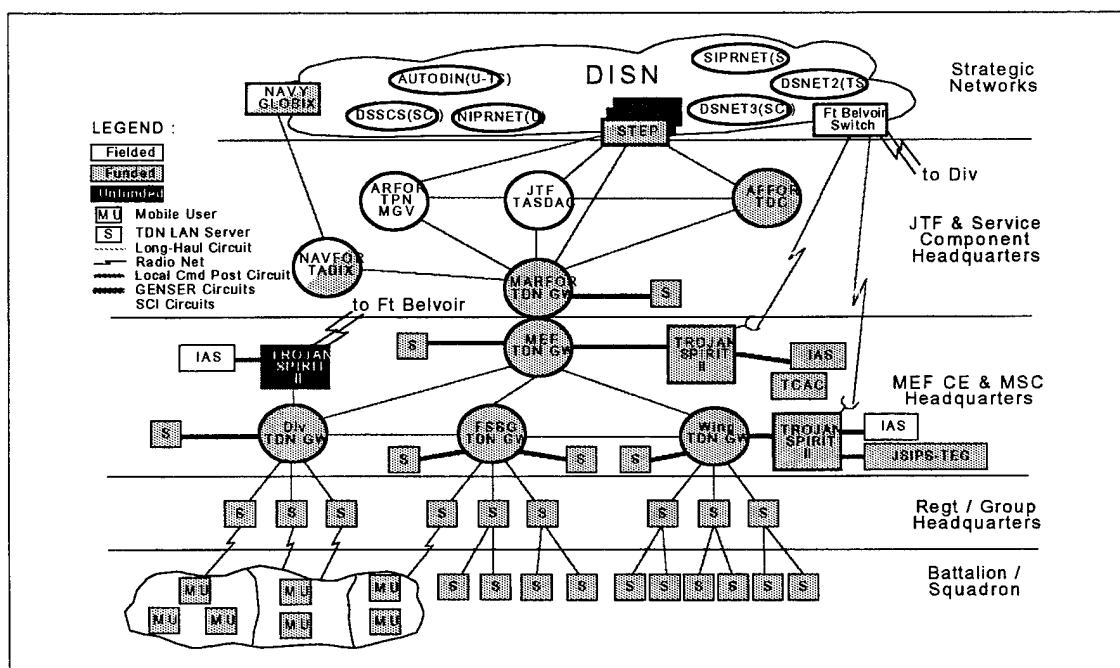 DISN
AUTODIN(U-TS)
SIPRNET(S
DSNET2(TS
DSNET3(SC )
DSSCS(SC )
NIPRNET(U
NAVY
GLOBIX
STEP
Ft Belvoir
Switch
Strategic
Networks
LEGEND :
Fielded
Funded
Unfunded
MU Mobile User
S TDN LAN Server
Long-Haul Circuit
Radio Net
Local Cmd Post Circuit
GENSER Circuits
SCI Circuits
to Div
ARFOR
TPN
MGV
JTF
TASDAC
AFFOR
TDC
NAVFOR
TADIX
MARFOR
TDN GW
S
JTF & Service
Component
Headquarters
to Ft Belvoir
IAS
TROJAN
SPIRIT
II
S
MEF
TDN GW
TROJAN
SPIRIT
II
IAS
TCAC
MEF CE & MSC
Headquarters
S
Div
TDN GW
S
FSSG
TDN GW
S
S
Wing
TDN GW
TROJAN
SPIRIT
II
IAS
JSIPS-TEG
S S S S S S S S S
Regt / Group
Headquarters
S S S S S S S S S S
Battalion /
Squadron
MU MU MU
MU MU MU MU